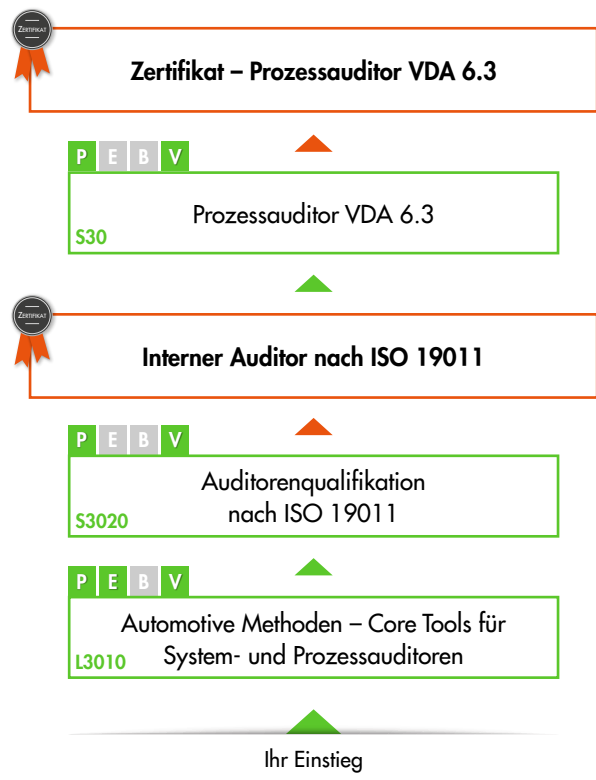 ZERTIFIKAT
Zertifikat – Prozessauditor VDA 6.3
P E B V
Prozessauditor VDA 6.3
S30
ZERTIFIKAT
Interner Auditor nach ISO 19011
P E B V
Auditorenqualifikation
nach ISO 19011
S3020
P E B V
Automotive Methoden – Core Tools für
System- und Prozessauditoren
L3010
Ihr Einstieg